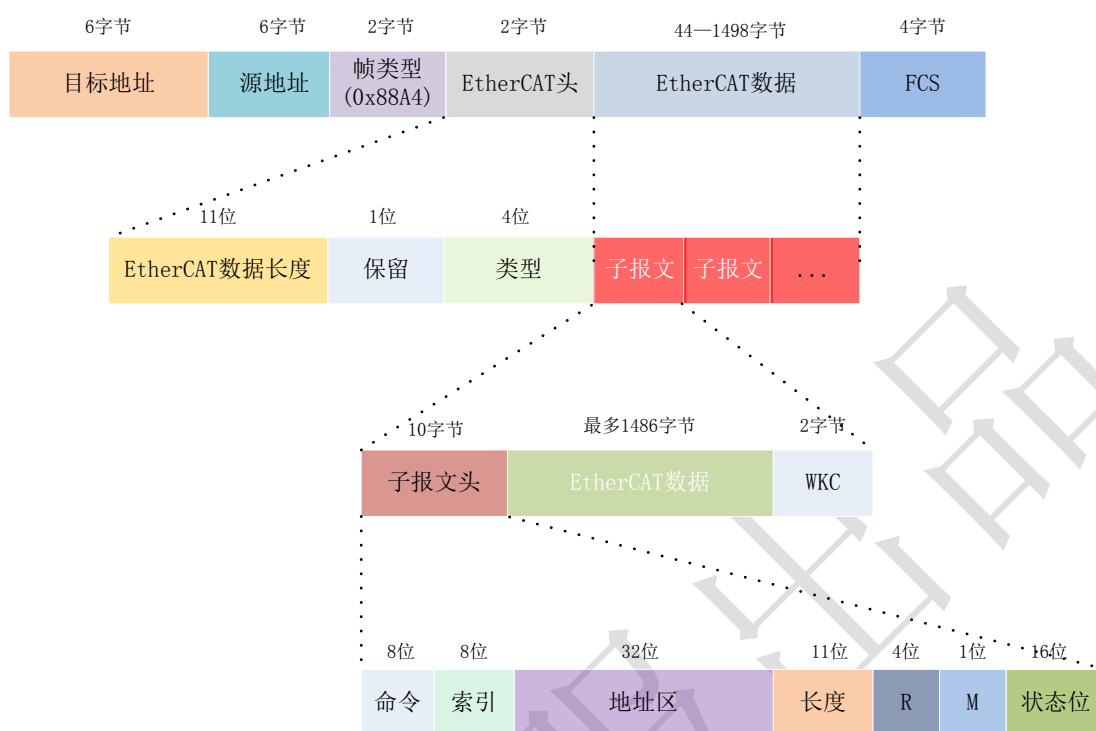 6字节 6字节 2字节 2字节 44—1498字节 4字节
目标地址 源地址 帧类型 (0x88A4) EtherCAT头 EtherCAT数据 FCS
11位 1位 4位
EtherCAT数据长度 保留 类型 子报文 子报文 ...
10字节 最多1486字节 2字节
子报文头 EtherCAT数据 WKC
8位 8位 32位 11位 4位 1位 16位
命令 索引 地址区 长度 R M 状态位
出品